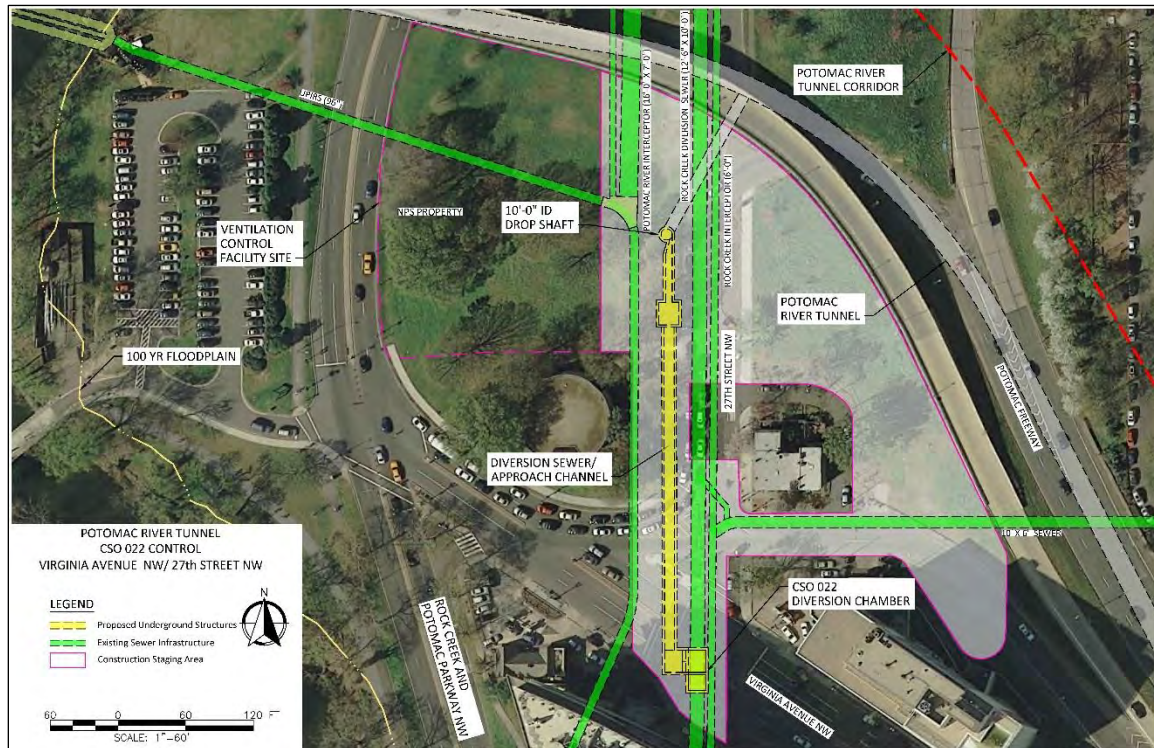 POTOMAC RIVER
TUNNEL CORRIDOR
UPIRS (96")
POTOMAC RIVER INTERCEPTOR (16'-0" X 7'-0")
ROCK CREEK DIVERSION SEWER (12'-6" X 10'-0")
ROCK CREEK INTERCEPTOR (6'-0")
NPS PROPERTY
10'-0" ID
DROP SHAFT
VENTILATION
CONTROL
FACILITY SITE
POTOMAC
RIVER TUNNEL
100 YR FLOODPLAIN
27TH STREET NW
POTOMAC FREEWAY
DIVERSION SEWER/
APPROACH CHANNEL
10' X 6' SEWER
CSO 022
DIVERSION CHAMBER
ROCK CREEK AND
POTOMAC PARKWAY NW
VIRGINIA AVENUE NW
POTOMAC RIVER TUNNEL
CSO 022 CONTROL
VIRGINIA AVENUE NW/ 27th STREET NW
LEGEND
N
Proposed Underground Structures
Existing Sewer Infrastructure
Construction Staging Area
60 0 60 120 F
SCALE: 1"-60'